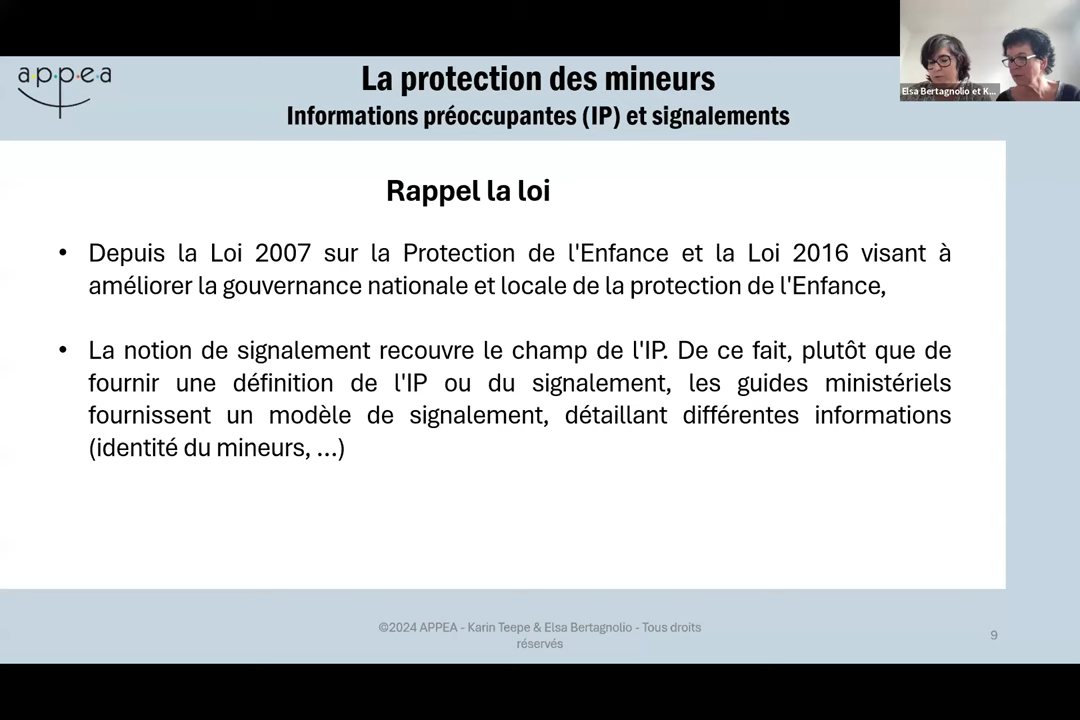 appea
La protection des mineurs
Informations préoccupantes (IP) et signalements
Elsa Bertagnolio et K...
Rappel la loi
• Depuis la Loi 2007 sur la Protection de l'Enfance et la Loi 2016 visant à
améliorer la gouvernance nationale et locale de la protection de l'Enfance,
• La notion de signalement recouvre le champ de l'IP. De ce fait, plutôt que de
fournir une définition de l'IP ou du signalement, les guides ministériels
fournissent un modèle de signalement, détaillant différentes informations
(identité du mineurs, ...)
©2024 APPEA - Karin Teepe & Elsa Bertagnolio - Tous droits
réservés
9